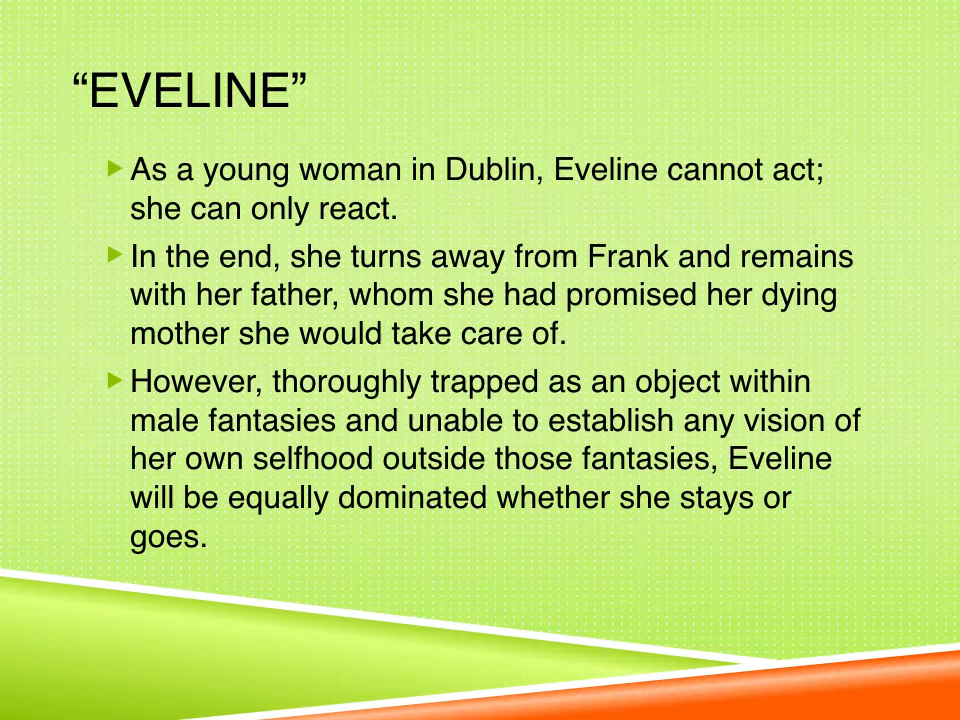 “EVELINE”
As a young woman in Dublin, Eveline cannot act;
she can only react.
In the end, she turns away from Frank and remains
with her father, whom she had promised her dying
mother she would take care of.
However, thoroughly trapped as an object within
male fantasies and unable to establish any vision of
her own selfhood outside those fantasies, Eveline
will be equally dominated whether she stays or
goes.